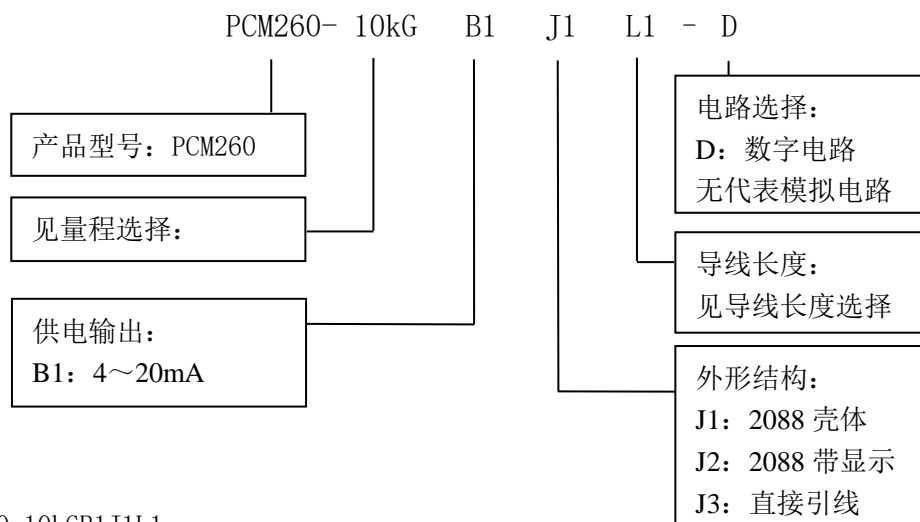 PCM260- 10kG B1 J1 L1 - D
产品型号：PCM260
见量程选择：
供电输出：
B1：4～20mA
电路选择：
D：数字电路
无代表模拟电路
导线长度：
见导线长度选择
外形结构：
J1：2088 壳体
J2：2088 带显示
J3：直接引线